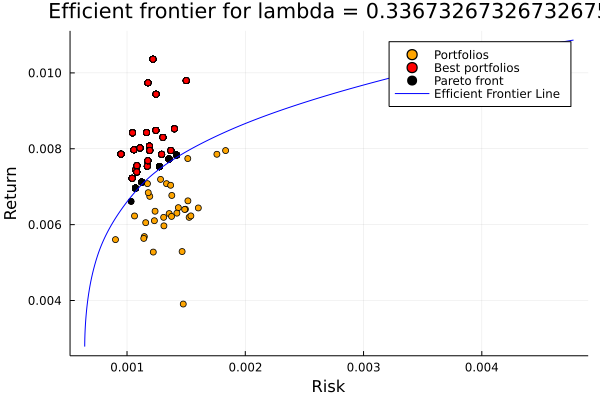 Efficient frontier for lambda = 0.3367326732673267
Portfolios
Best portfolios
Pareto front
Efficient Frontier Line
Return
0.010
0.008
0.006
0.004
0.001 0.002 0.003 0.004
Risk